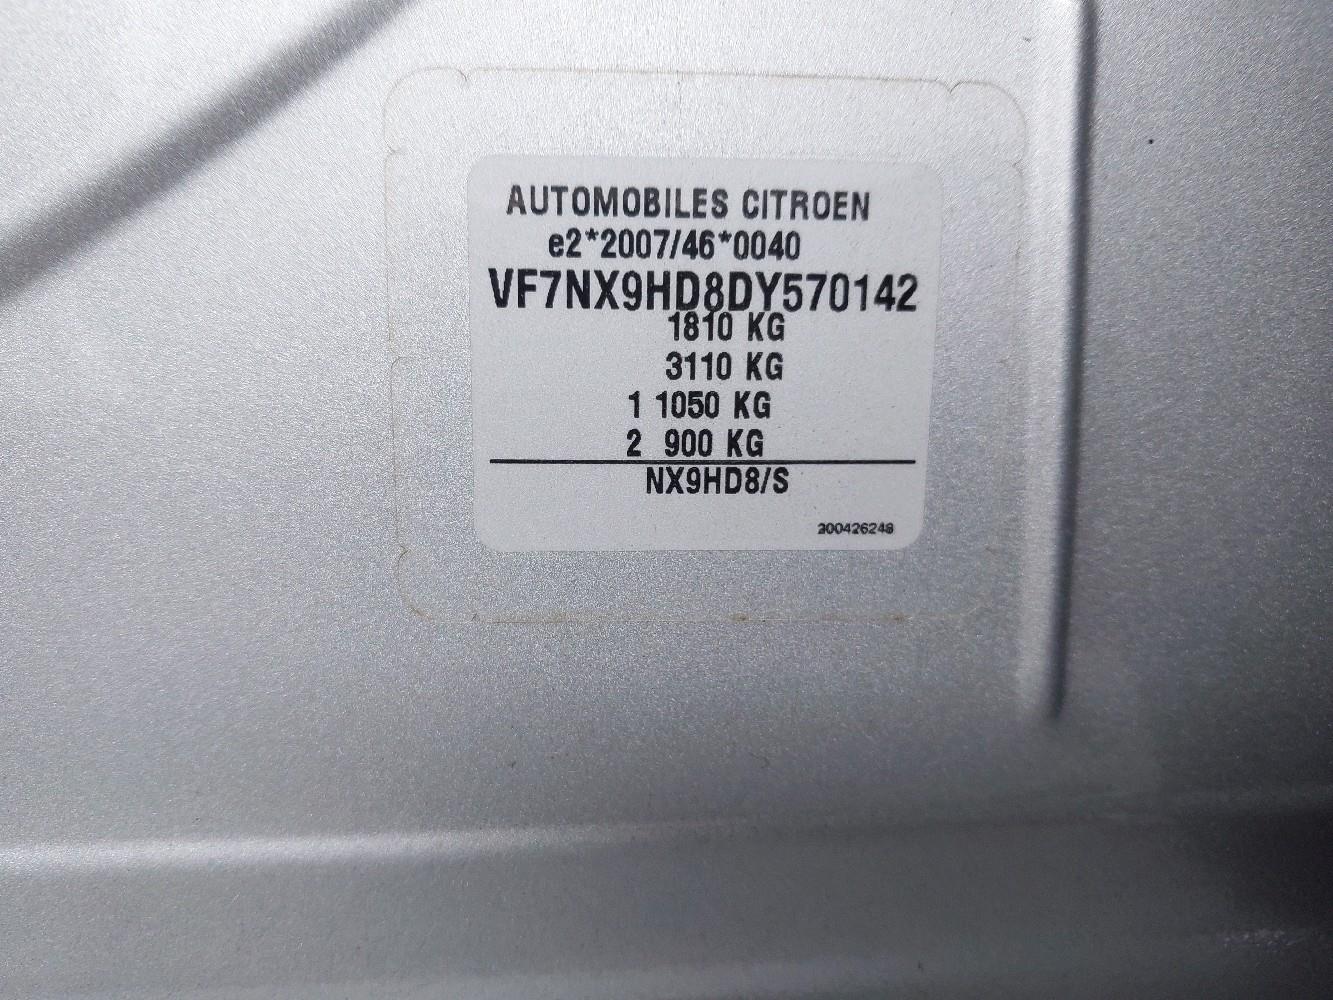 AUTOMOBILES CITROEN
e2*2007/46*0040
VF7NX9HD8DY570142
1810 KG
3110 KG
1 1050 KG
2 900 KG
NX9HD8/S
200426248